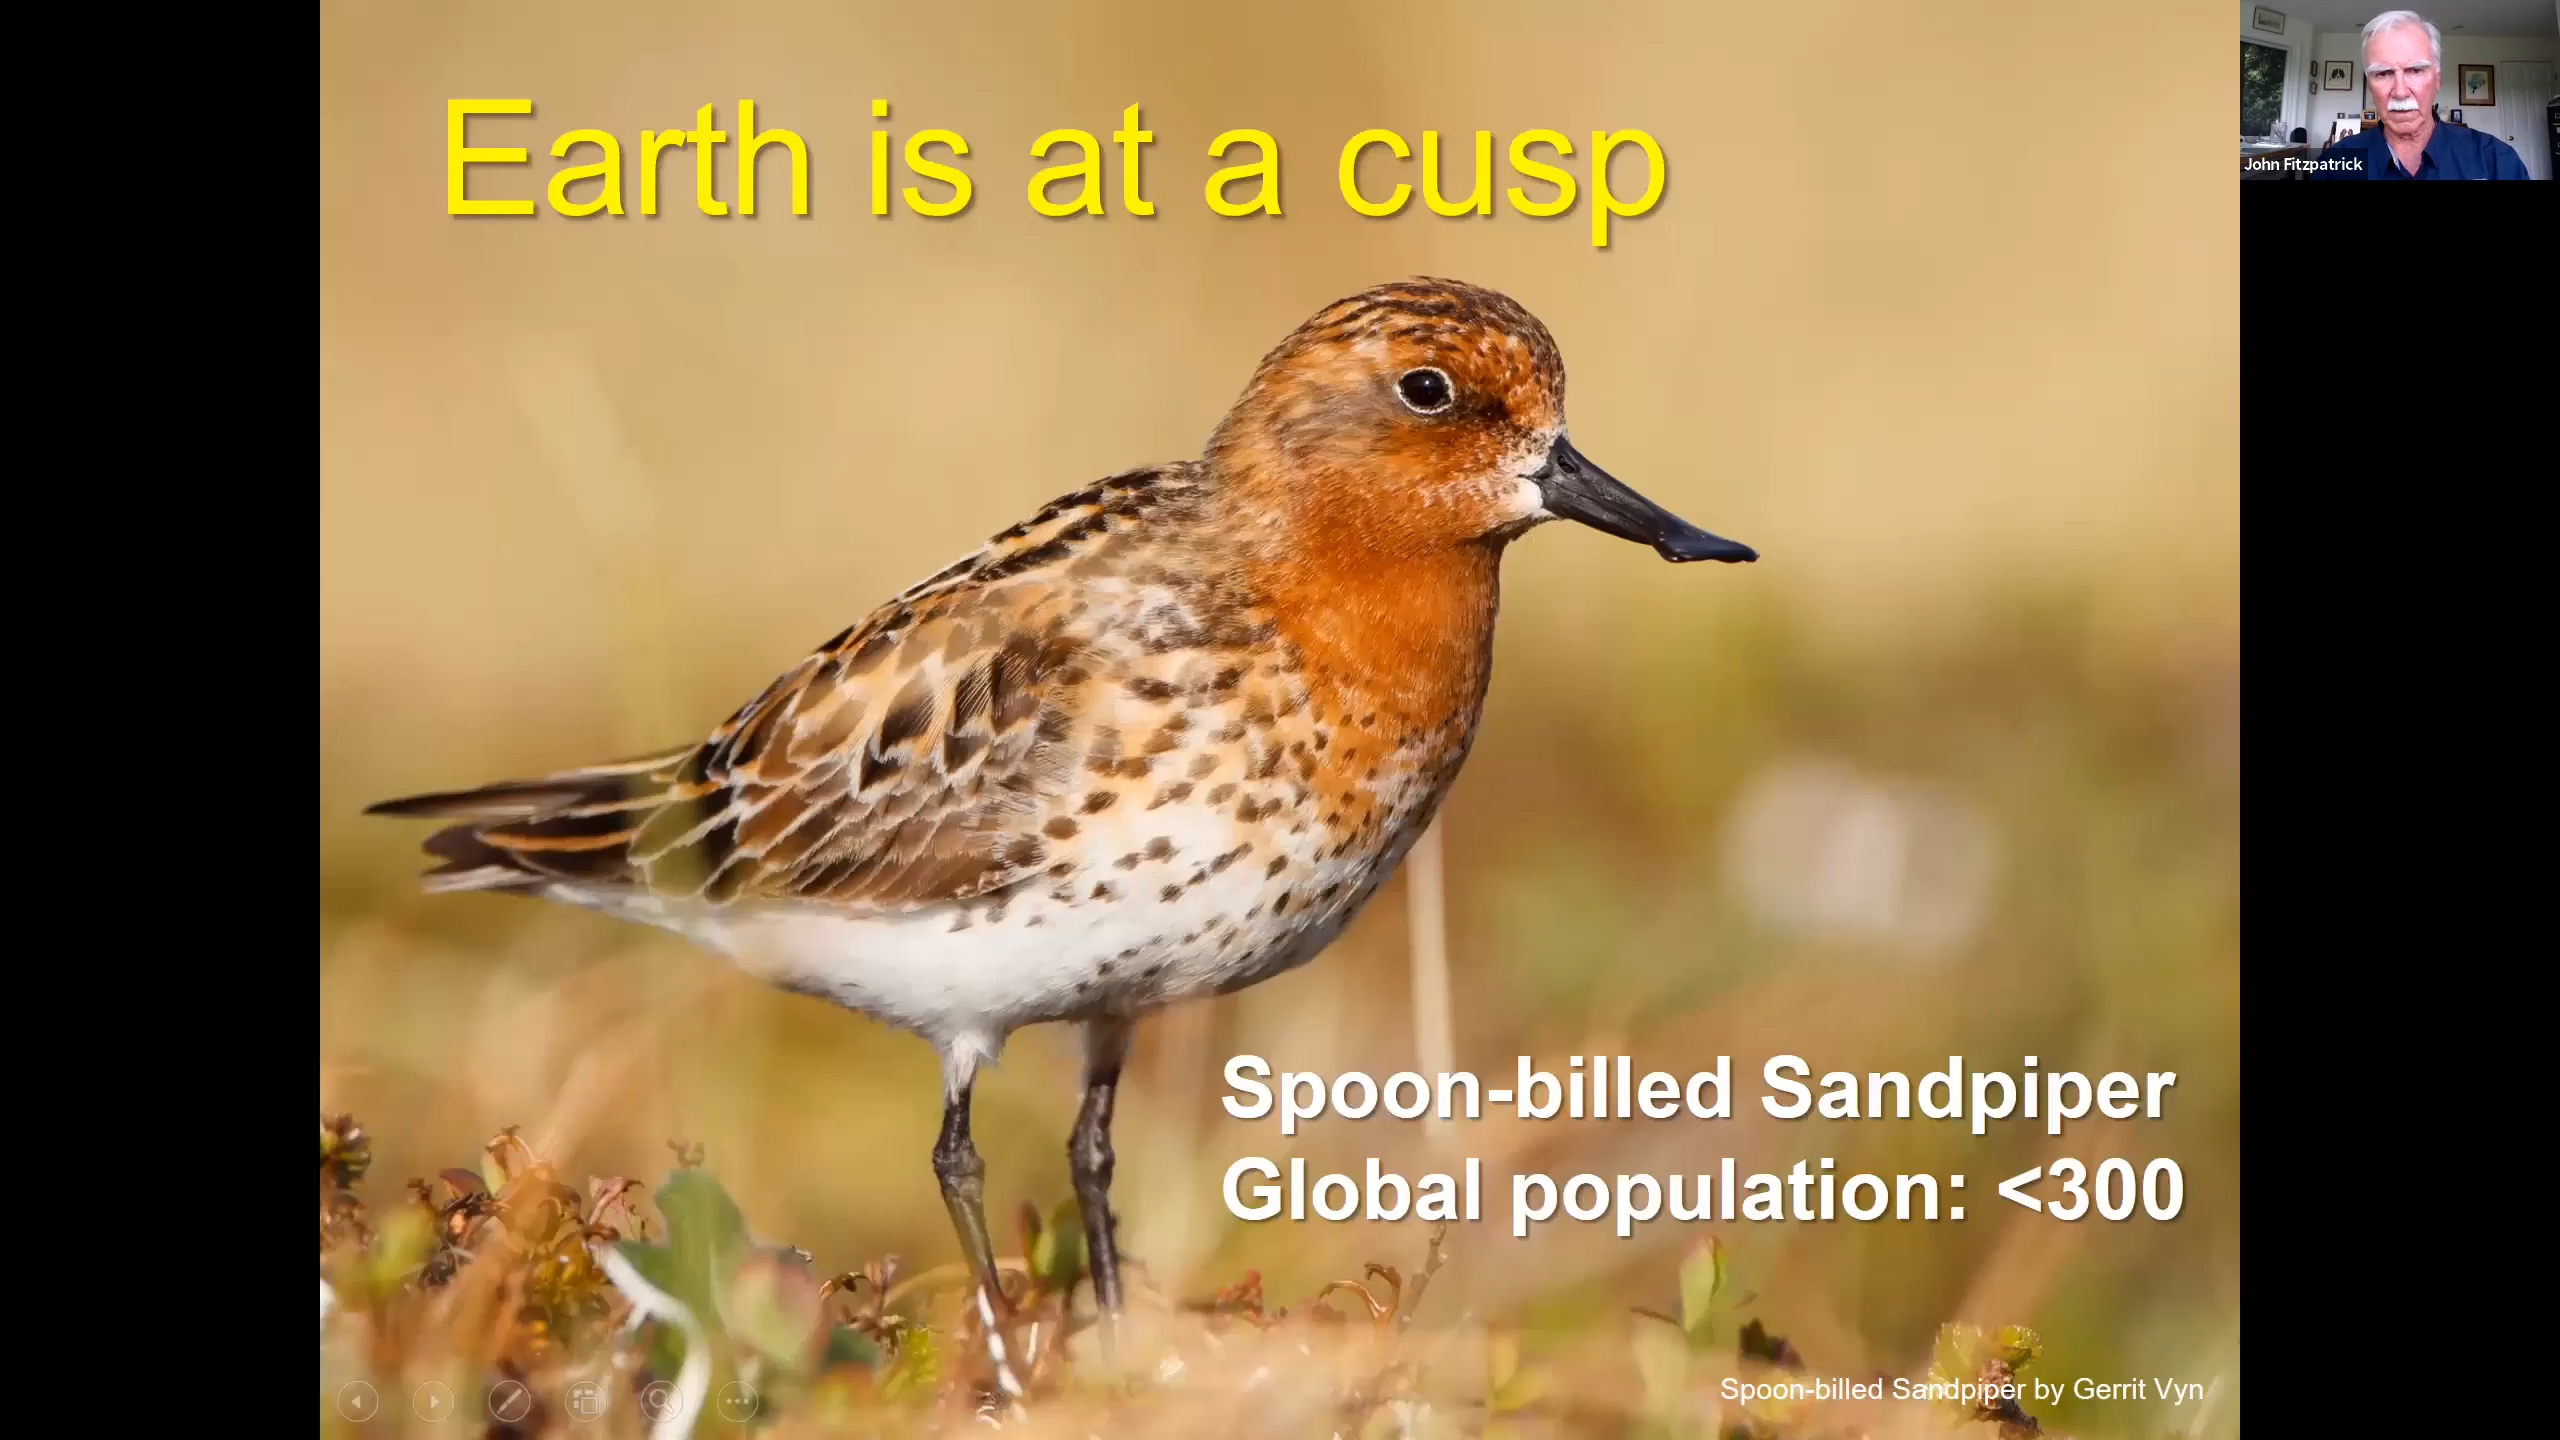 Earth is at a cusp
John Fitzpatrick
Spoon-billed Sandpiper
Global population: <300
Spoon-billed Sandpiper by Gerrit Vyn